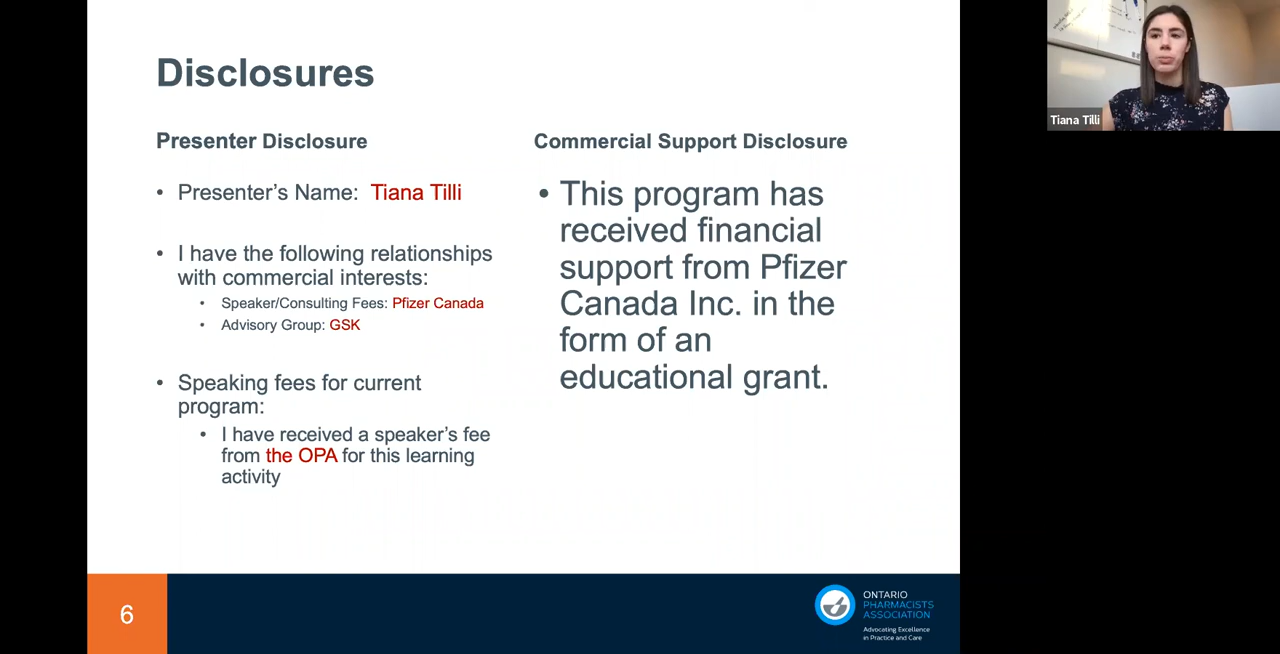 Disclosures
Presenter Disclosure
• Presenter’s Name: Tiana Tilli
• I have the following relationships
with commercial interests:
• Speaker/Consulting Fees: Pfizer Canada
• Advisory Group: GSK
• Speaking fees for current
program:
• I have received a speaker’s fee
from the OPA for this learning
activity
Commercial Support Disclosure
• This program has
received financial
support from Pfizer
Canada Inc. in the
form of an
educational grant.
6
ONTARIO
PHARMACISTS
ASSOCIATION
Advocating Excellence
in Practice and Care
Tiana Tilli